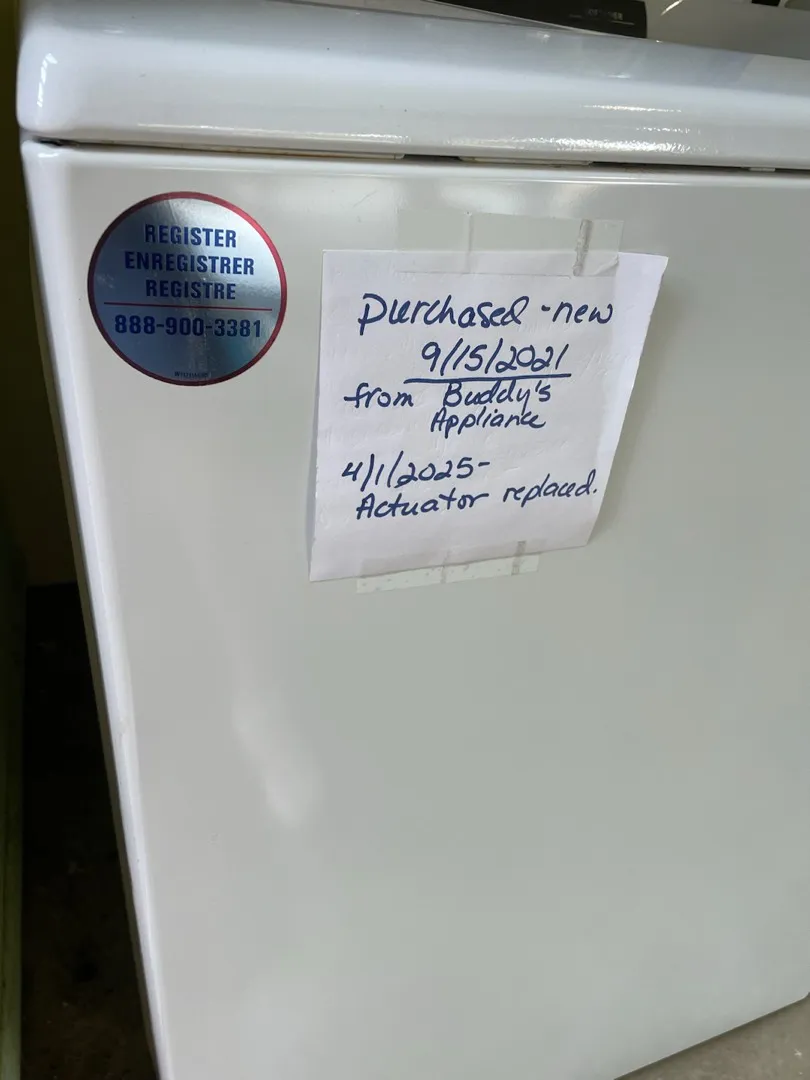 REGISTER
ENREGISTRER
REGISTRE
888-900-3381
Purchased - new
9/15/2021
from Buddy's
Appliance
4/1/2025-
Actuator replaced.